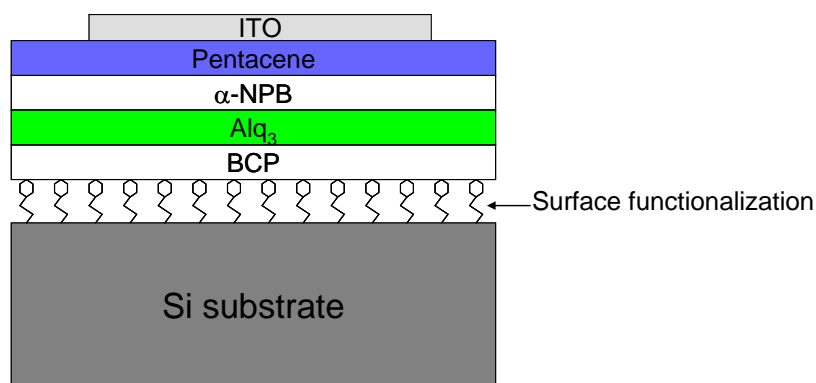 ITO
Pentacene
α-NPB
Alq₃
BCP
Surface functionalization
Si substrate